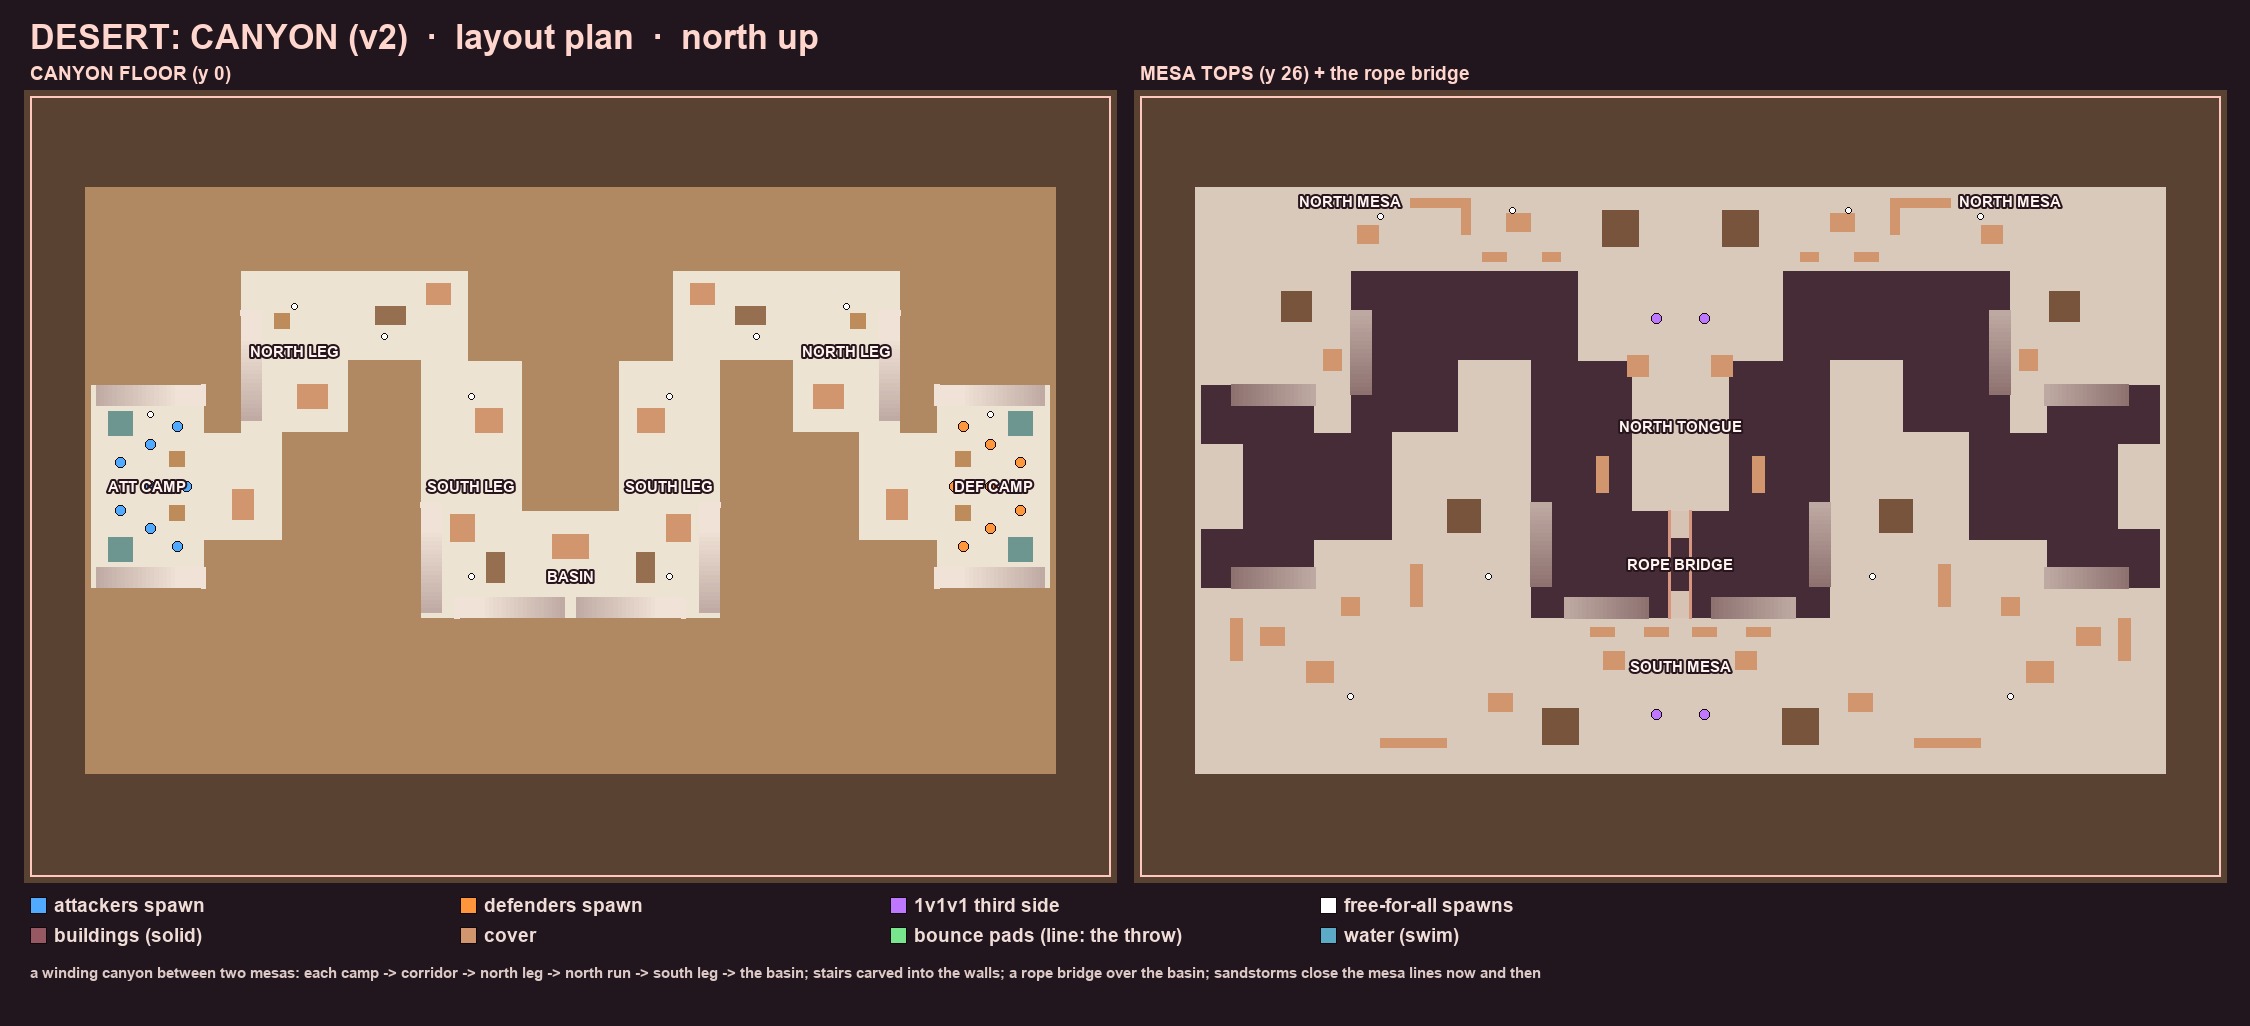 DESERT: CANYON (v2) · layout plan · north up
CANYON FLOOR (y 0)
MESA TOPS (y 26) + the rope bridge
NORTH LEG
NORTH LEG
ATT CAMP
SOUTH LEG
SOUTH LEG
DEF CAMP
BASIN
NORTH MESA
NORTH MESA
NORTH TONGUE
ROPE BRIDGE
SOUTH MESA
attackers spawn
defenders spawn
1v1v1 third side
free-for-all spawns
buildings (solid)
cover
bounce pads (line: the throw)
water (swim)
a winding canyon between two mesas: each camp -> corridor -> north leg -> north run -> south leg -> the basin; stairs carved into the walls; a rope bridge over the basin; sandstorms close the mesa lines now and then